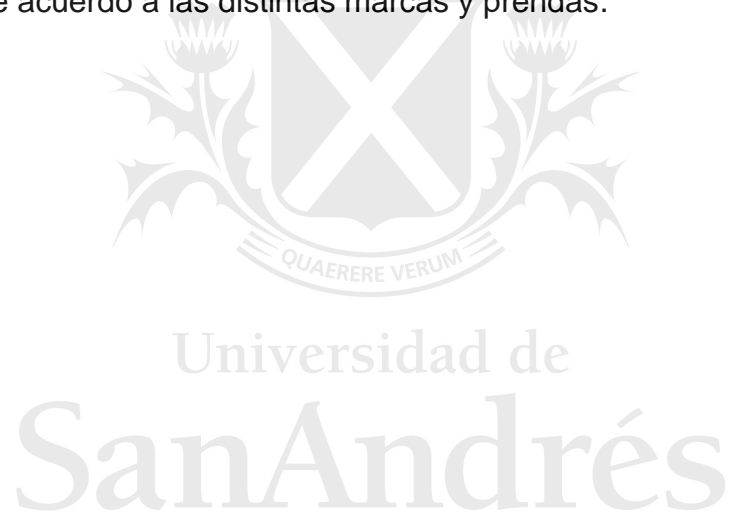 e acuerdo a las distintas marcas y prendas.
QUAERERE VERUM
Universidad de
SanAndrés